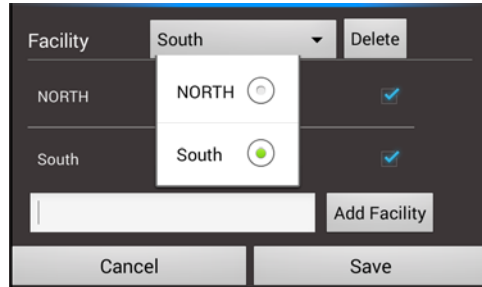 Facility South Delete
NORTH NORTH
South South
Add Facility
Cancel Save